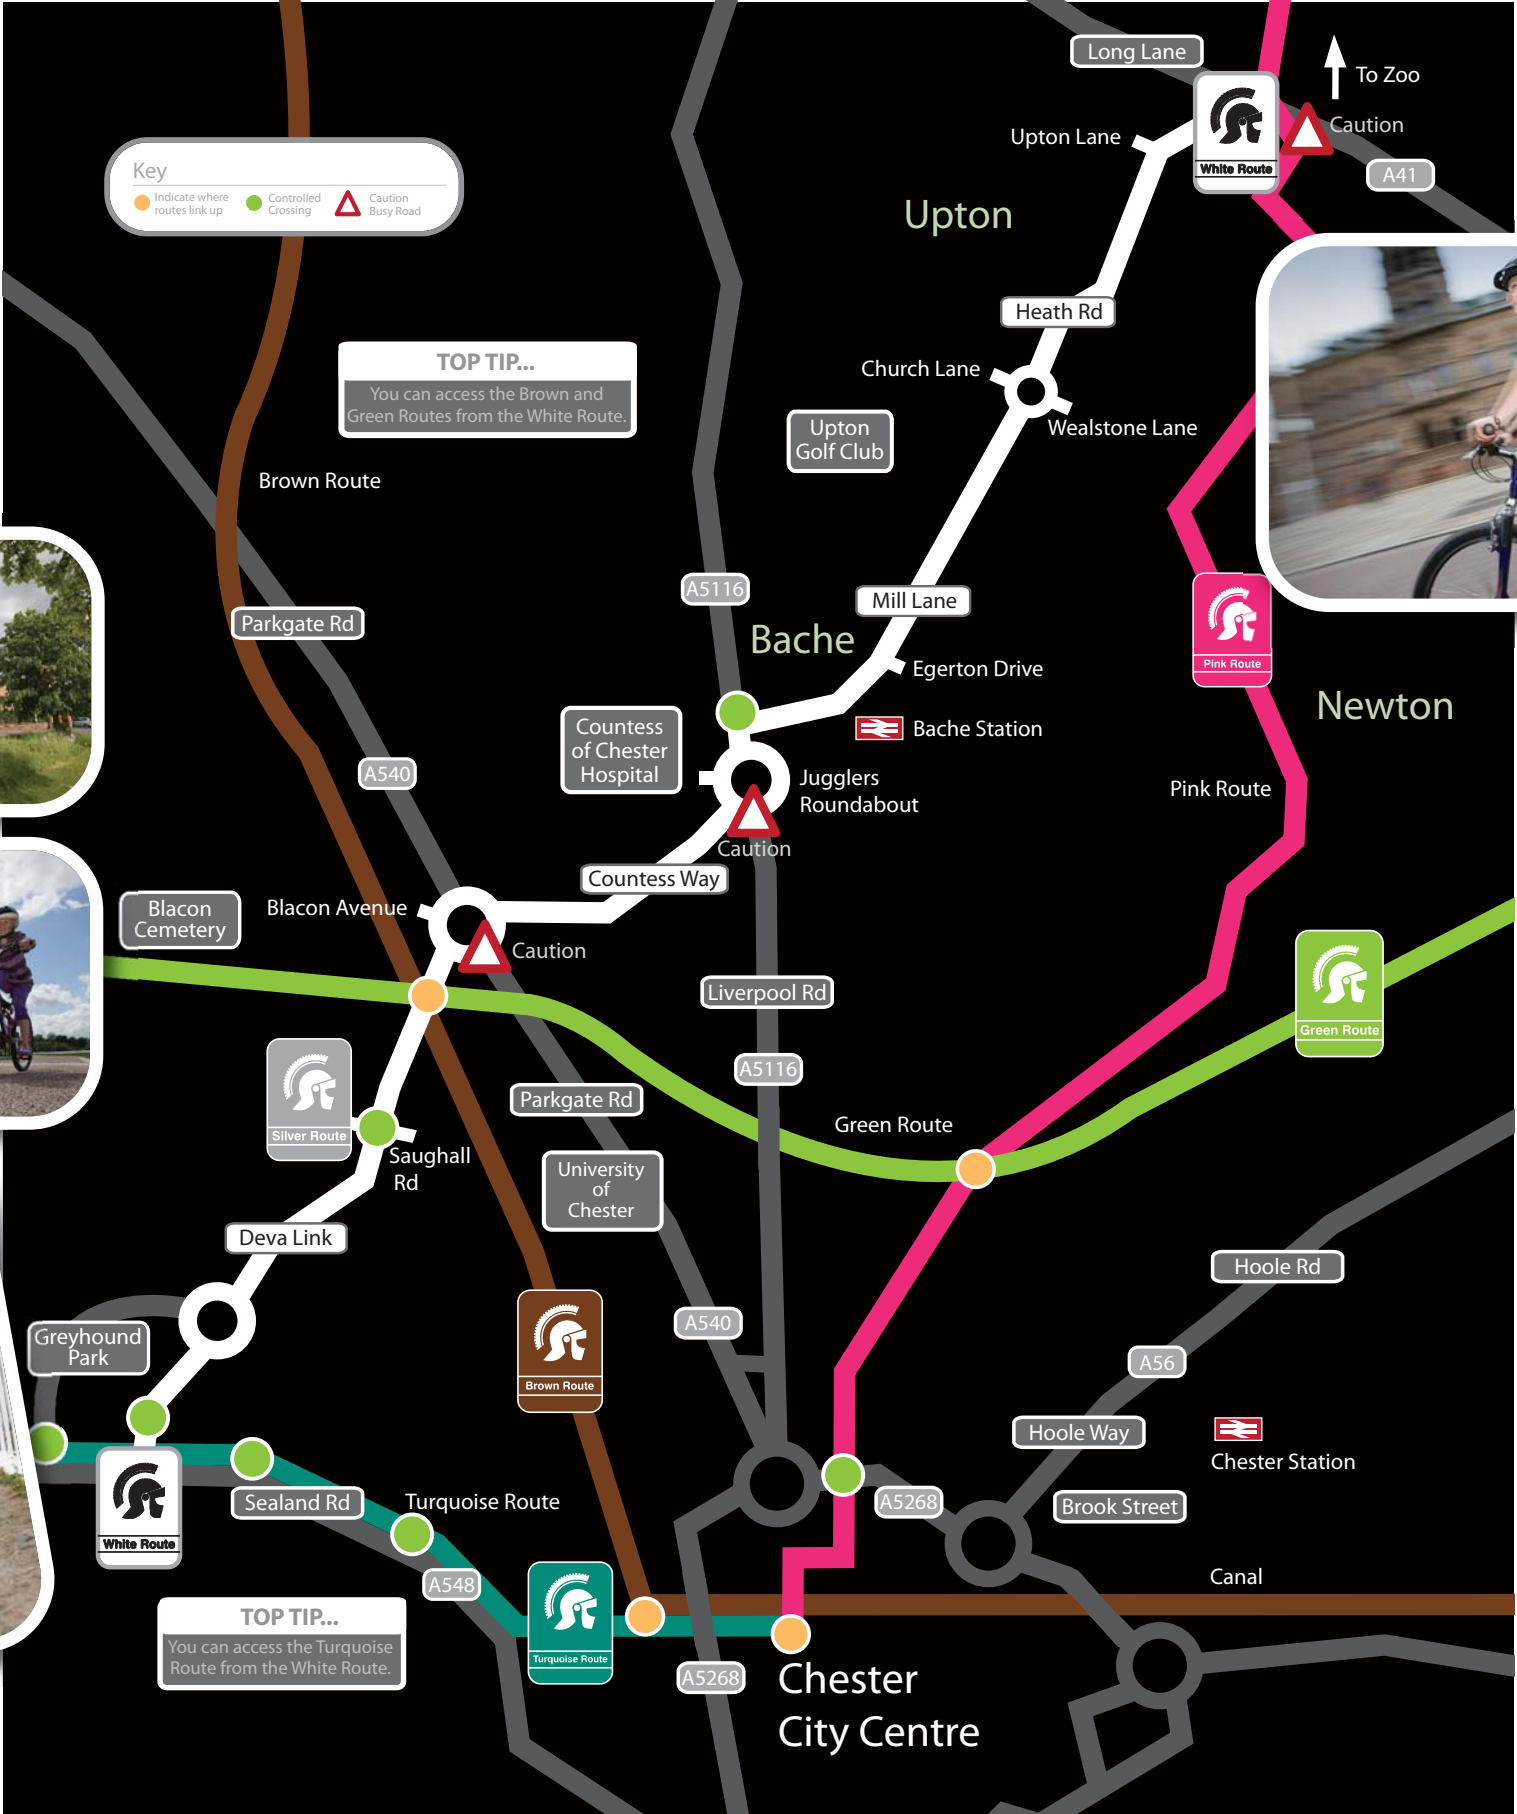 Long Lane
To Zoo
Caution
Upton Lane
White Route
A41
Key
Indicate where
routes link up
Controlled
Crossing
Caution
Busy Road
Upton
Heath Rd
TOP TIP...
You can access the Brown and
Green Routes from the White Route.
Church Lane
Wealstone Lane
Upton
Golf Club
Brown Route
A5116
Mill Lane
Parkgate Rd
Bache
Egerton Drive
Pink Route
Newton
Countess
of Chester
Hospital
Bache Station
A540
Jugglers
Roundabout
Pink Route
Caution
Countess Way
Blacon
Cemetery
Blacon Avenue
Caution
Liverpool Rd
Green Route
A5116
Parkgate Rd
Green Route
Silver Route
Saughall
Rd
University
of
Chester
Deva Link
Hoole Rd
Greyhound
Park
A540
A56
Brown Route
Hoole Way
Chester Station
Sealand Rd
Turquoise Route
A5268
Brook Street
White Route
A548
Canal
TOP TIP...
You can access the Turquoise
Route from the White Route.
Turquoise Route
A5268
Chester
City Centre